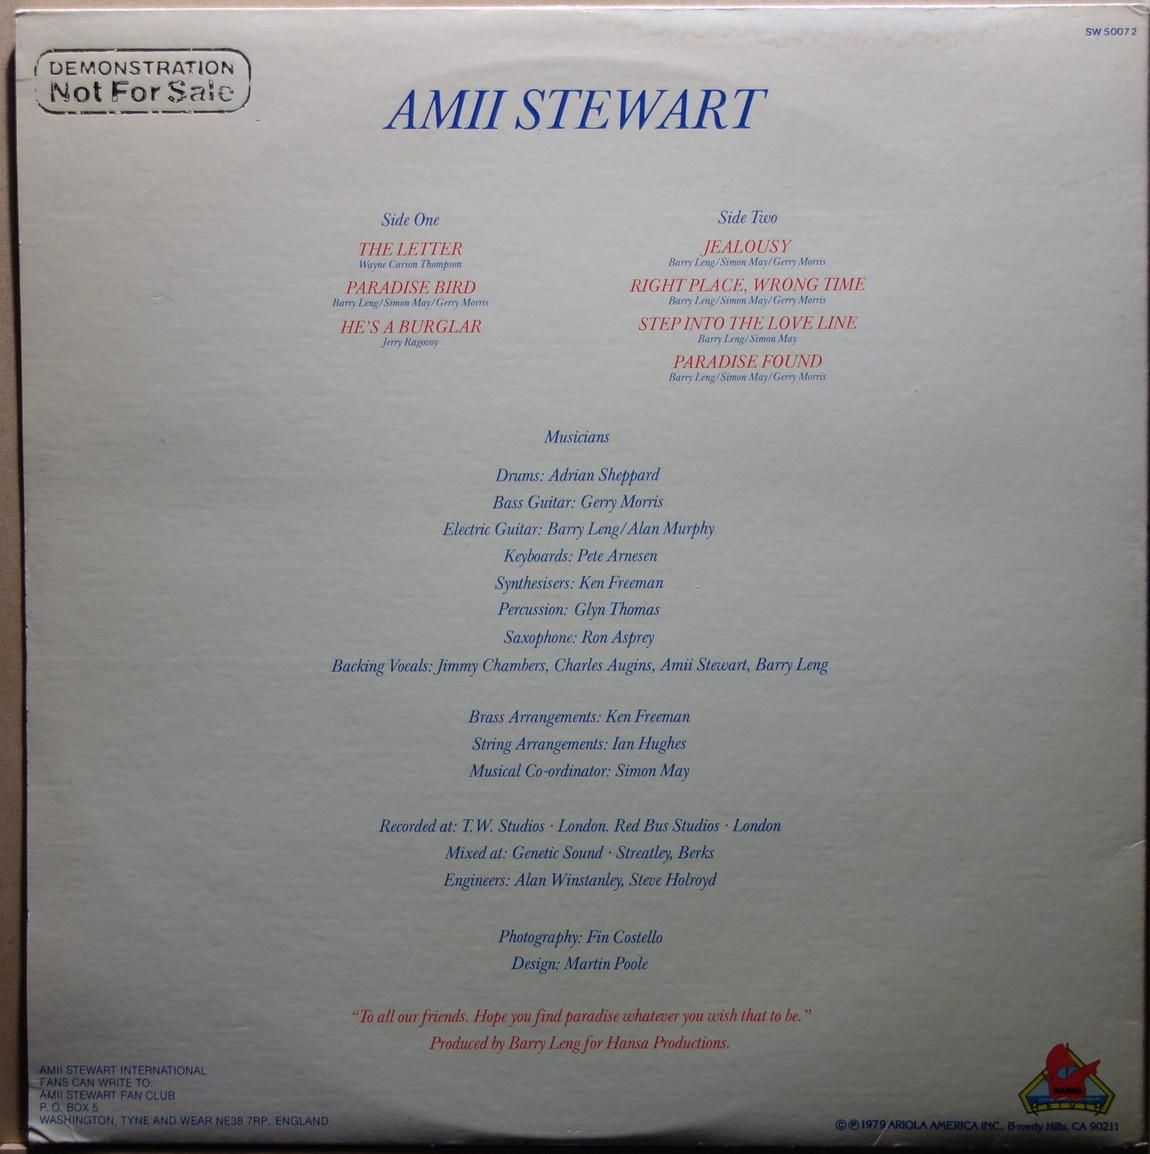 SW 50072
DEMONSTRATION
Not For Sale
AMII STEWART
Side One
THE LETTER
Wayne Carson Thompson
PARADISE BIRD
Barry Leng/Simon May/Gerry Morris
HE'S A BURGLAR
Jerry Ragovoy
Side Two
JEALOUSY
Barry Leng/Simon May/Gerry Morris
RIGHT PLACE, WRONG TIME
Barry Leng/Simon May/Gerry Morris
STEP INTO THE LOVE LINE
Barry Leng/Simon May
PARADISE FOUND
Barry Leng/Simon May/Gerry Morris
Musicians
Drums: Adrian Sheppard
Bass Guitar: Gerry Morris
Electric Guitar: Barry Leng/Alan Murphy
Keyboards: Pete Arnesen
Synthesisers: Ken Freeman
Percussion: Glyn Thomas
Saxophone: Ron Asprey
Backing Vocals: Jimmy Chambers, Charles Augins, Amii Stewart, Barry Leng
Brass Arrangements: Ken Freeman
String Arrangements: Ian Hughes
Musical Co-ordinator: Simon May
Recorded at: T.W. Studios · London. Red Bus Studios · London
Mixed at: Genetic Sound · Streatley, Berks
Engineers: Alan Winstanley, Steve Holroyd
Photography: Fin Costello
Design: Martin Poole
“To all our friends. Hope you find paradise whatever you wish that to be.”
Produced by Barry Leng for Hansa Productions.
AMII STEWART INTERNATIONAL
FANS CAN WRITE TO:
AMII STEWART FAN CLUB
P.O. BOX 5
WASHINGTON, TYNE AND WEAR NE38 7RP, ENGLAND
HANSA
©℗1979 ARIOLA AMERICA INC., Beverly Hills, CA 90211